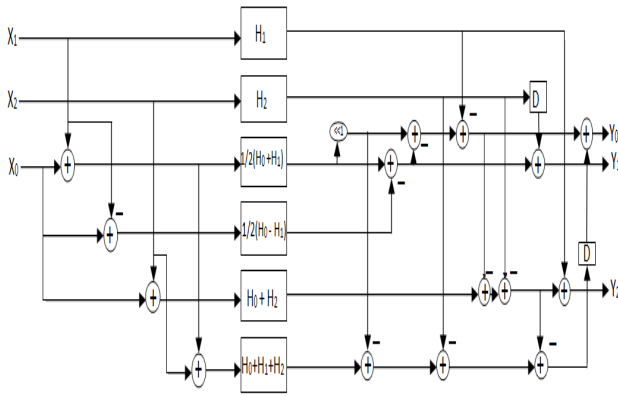 X₁
H₁
X₂
H₂
D
<<1
Y₀
X₀
1/2(H₀+H₁)
Y₁
1/2(H₀- H₁)
D
H₀ + H₂
Y₂
H₀+H₁+H₂